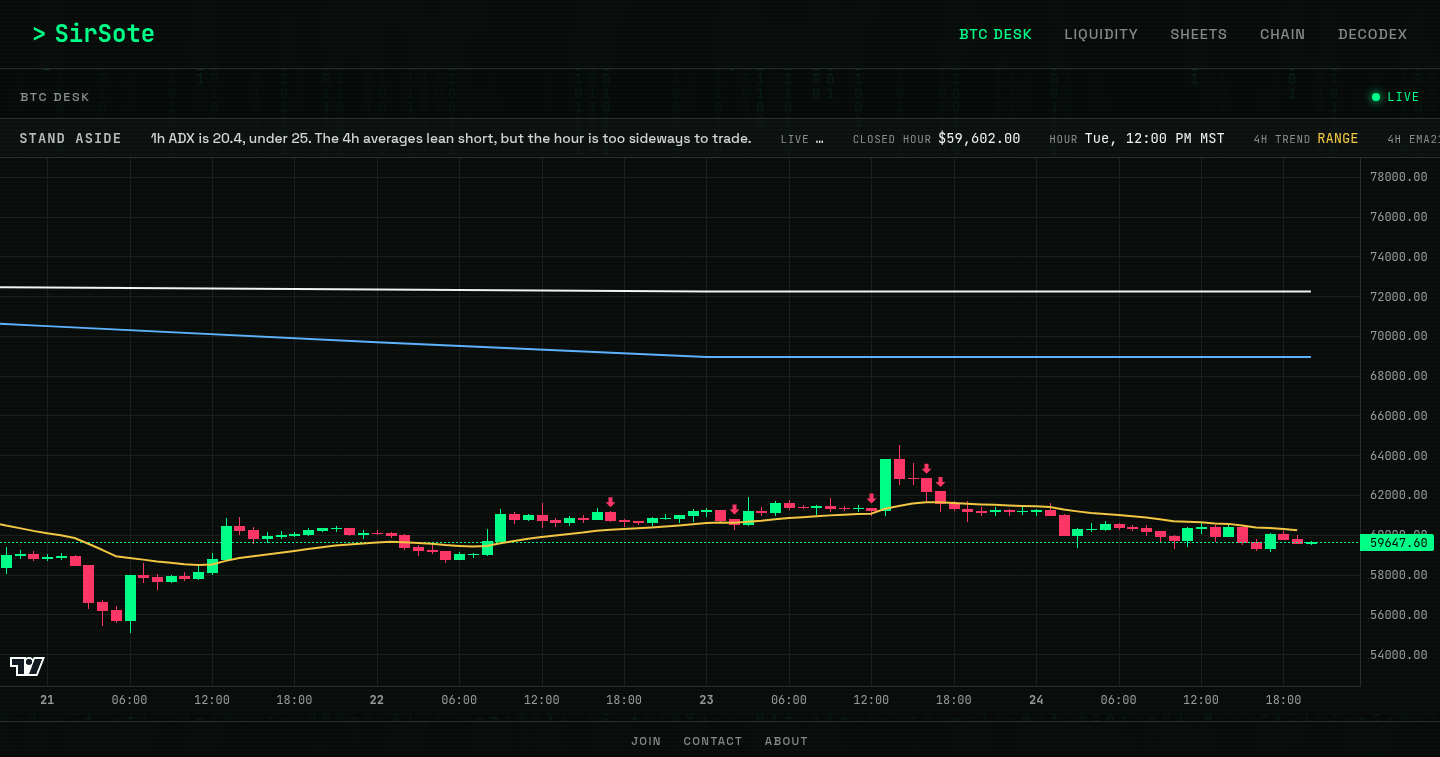 > SirSote
BTC DESK LIQUIDITY SHEETS CHAIN DECODEX
BTC DESK
LIVE
STAND ASIDE 1h ADX is 20.4, under 25. The 4h averages lean short, but the hour is too sideways to trade. LIVE … CLOSED HOUR $59,602.00 HOUR Tue, 12:00 PM MST 4H TREND RANGE 4H
78000.00
76000.00
74000.00
72000.00
70000.00
68000.00
66000.00
64000.00
62000.00
59647.60
58000.00
56000.00
54000.00
21 06:00 12:00 18:00 22 06:00 12:00 18:00 23 06:00 12:00 18:00 24 06:00 12:00 18:00
JOIN CONTACT ABOUT